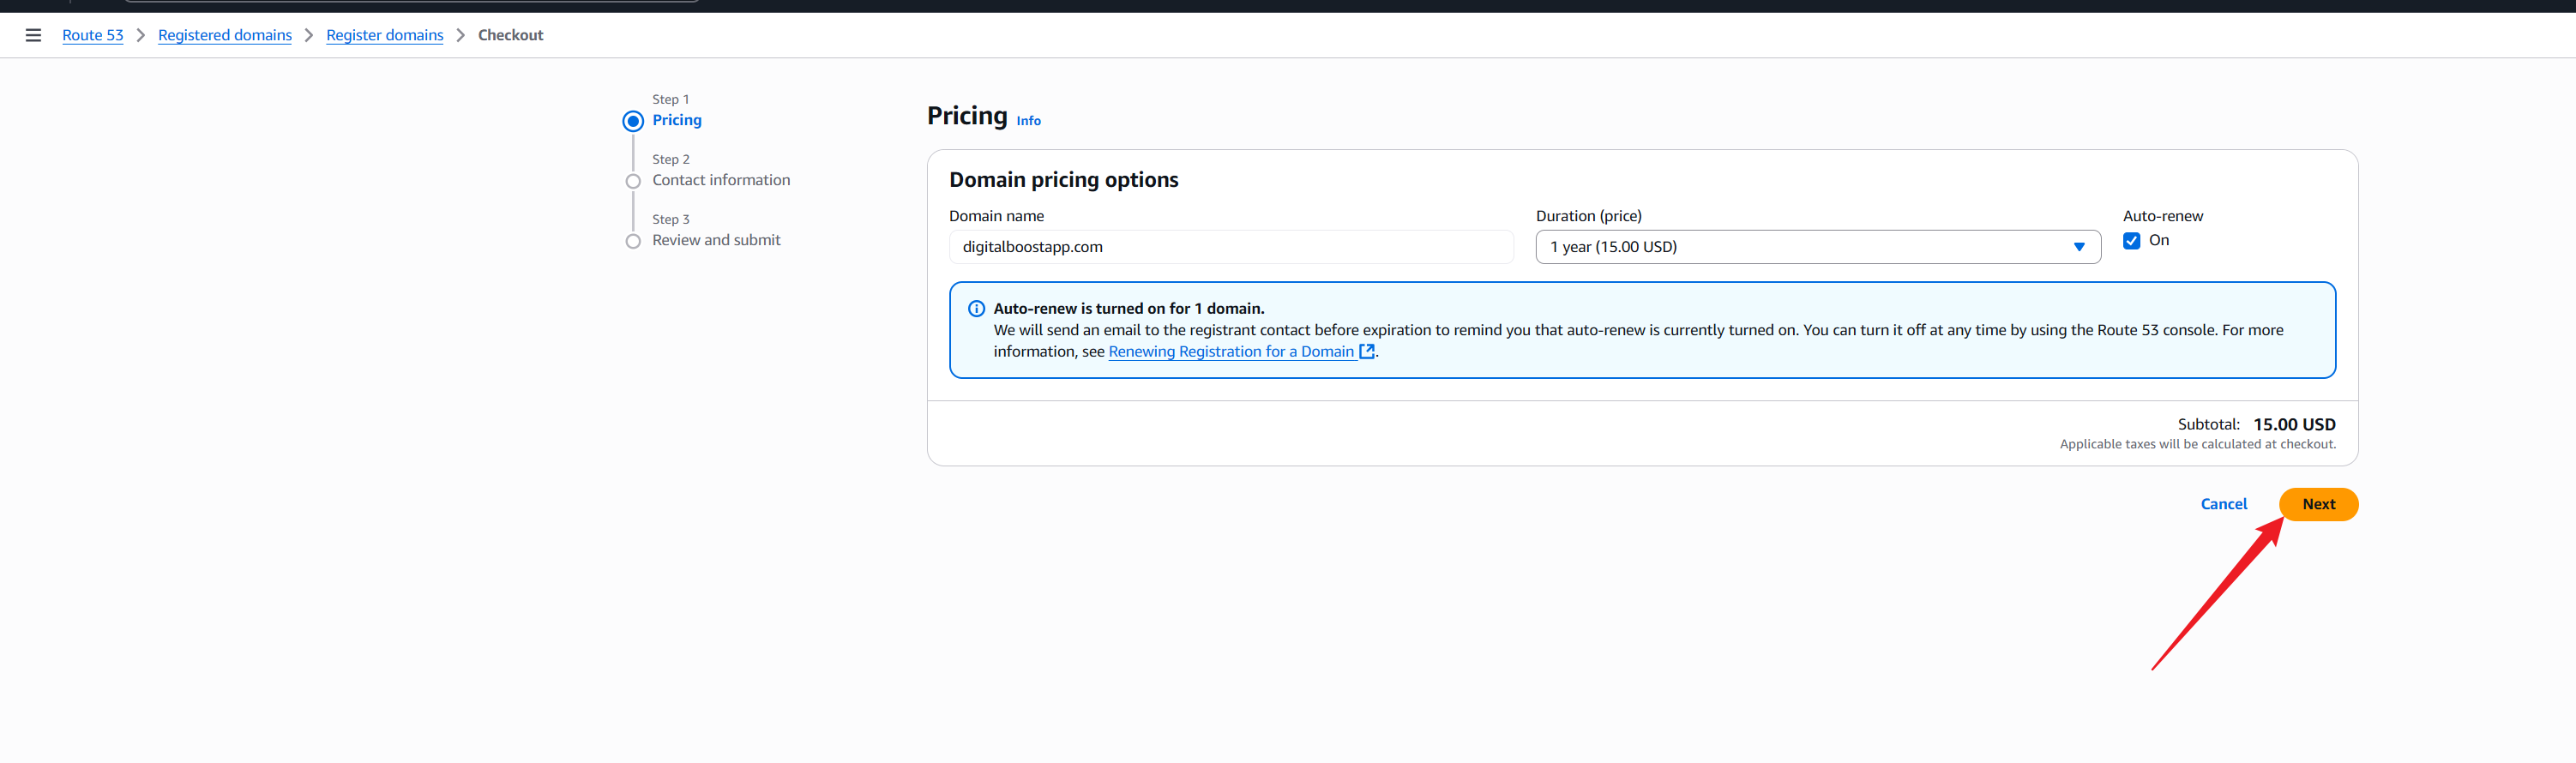 Route 53 > Registered domains > Register domains > Checkout
Step 1
Pricing
Step 2
Contact information
Step 3
Review and submit
Pricing Info
Domain pricing options
Domain name
digitalboostapp.com
Duration (price)
1 year (15.00 USD)
Auto-renew
On
Auto-renew is turned on for 1 domain.
We will send an email to the registrant contact before expiration to remind you that auto-renew is currently turned on. You can turn it off at any time by using the Route 53 console. For more
information, see Renewing Registration for a Domain.
Subtotal: 15.00 USD
Applicable taxes will be calculated at checkout.
Cancel
Next